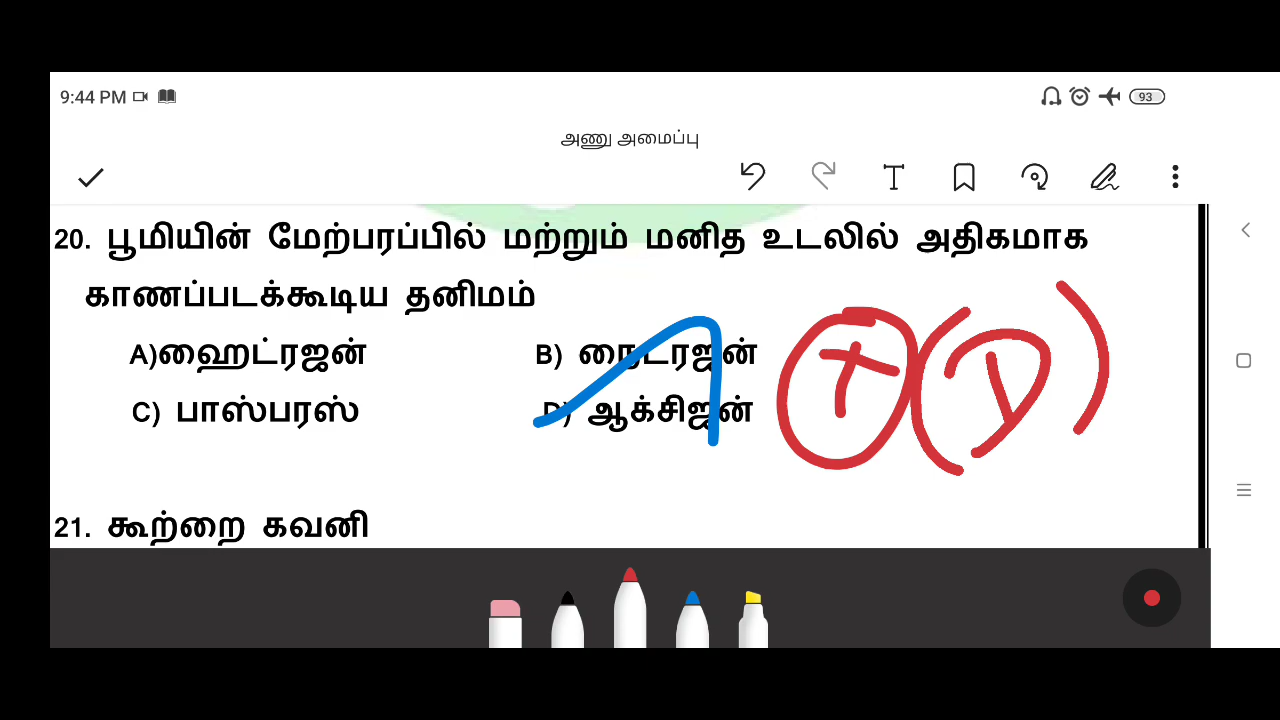 9:44 PM
93
அணு அமைப்பு
20. பூமியின் மேற்பரப்பில் மற்றும் மனித உடலில் அதிகமாக
காணப்படக்கூடிய தனிமம்
A)ஹைட்ரஜன் B) நைடரஜன்
C) பாஸ்பரஸ் D) ஆக்சிஜன்
21. கூற்றை கவனி